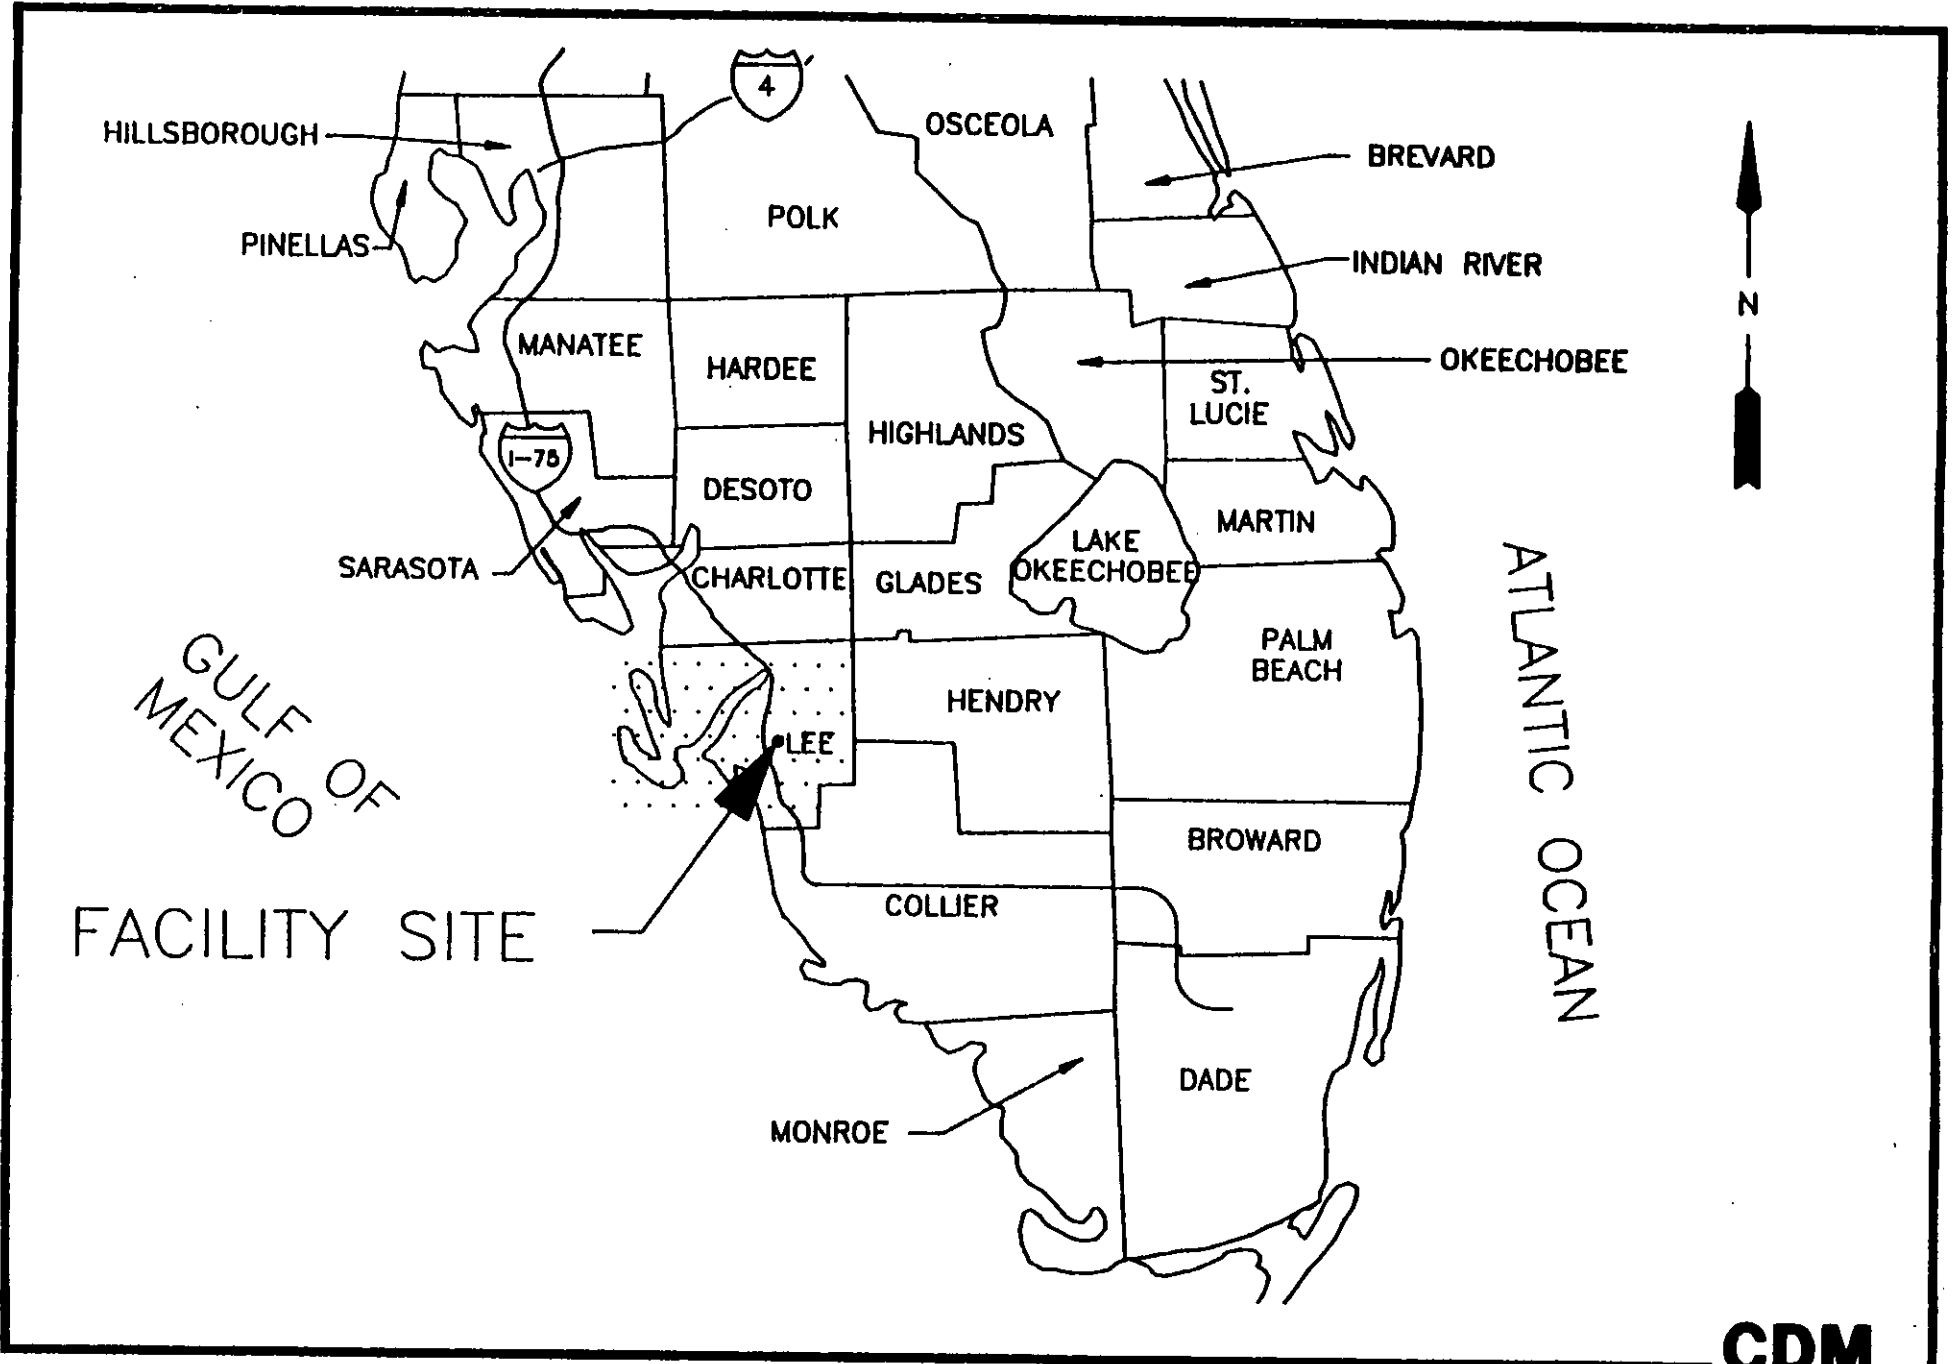 4
HILLSBOROUGH
OSCEOLA
BREVARD
POLK
PINELLAS
INDIAN RIVER
N
MANATEE
HARDEE
OKEECHOBEE
ST.
LUCIE
HIGHLANDS
I-75
DESOTO
MARTIN
SARASOTA
LAKE
OKEECHOBEE
CHARLOTTE
GLADES
ATLANTIC OCEAN
PALM
BEACH
GULF OF
MEXICO
HENDRY
LEE
BROWARD
FACILITY SITE
COLLIER
DADE
MONROE
CDM